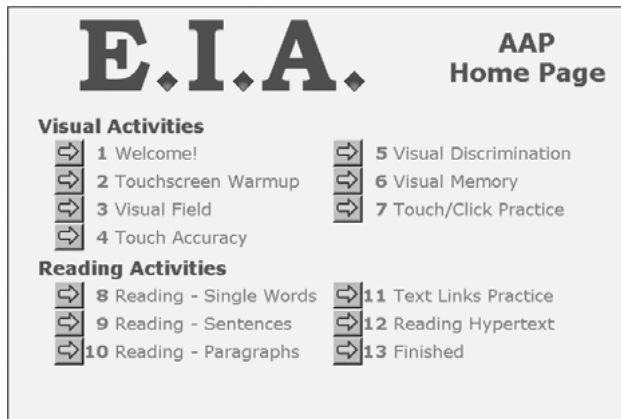 E.I.A.
AAP
Home Page
Visual Activities
1 Welcome!
2 Touchscreen Warmup
3 Visual Field
4 Touch Accuracy
5 Visual Discrimination
6 Visual Memory
7 Touch/Click Practice
Reading Activities
8 Reading - Single Words
9 Reading - Sentences
10 Reading - Paragraphs
11 Text Links Practice
12 Reading Hypertext
13 Finished